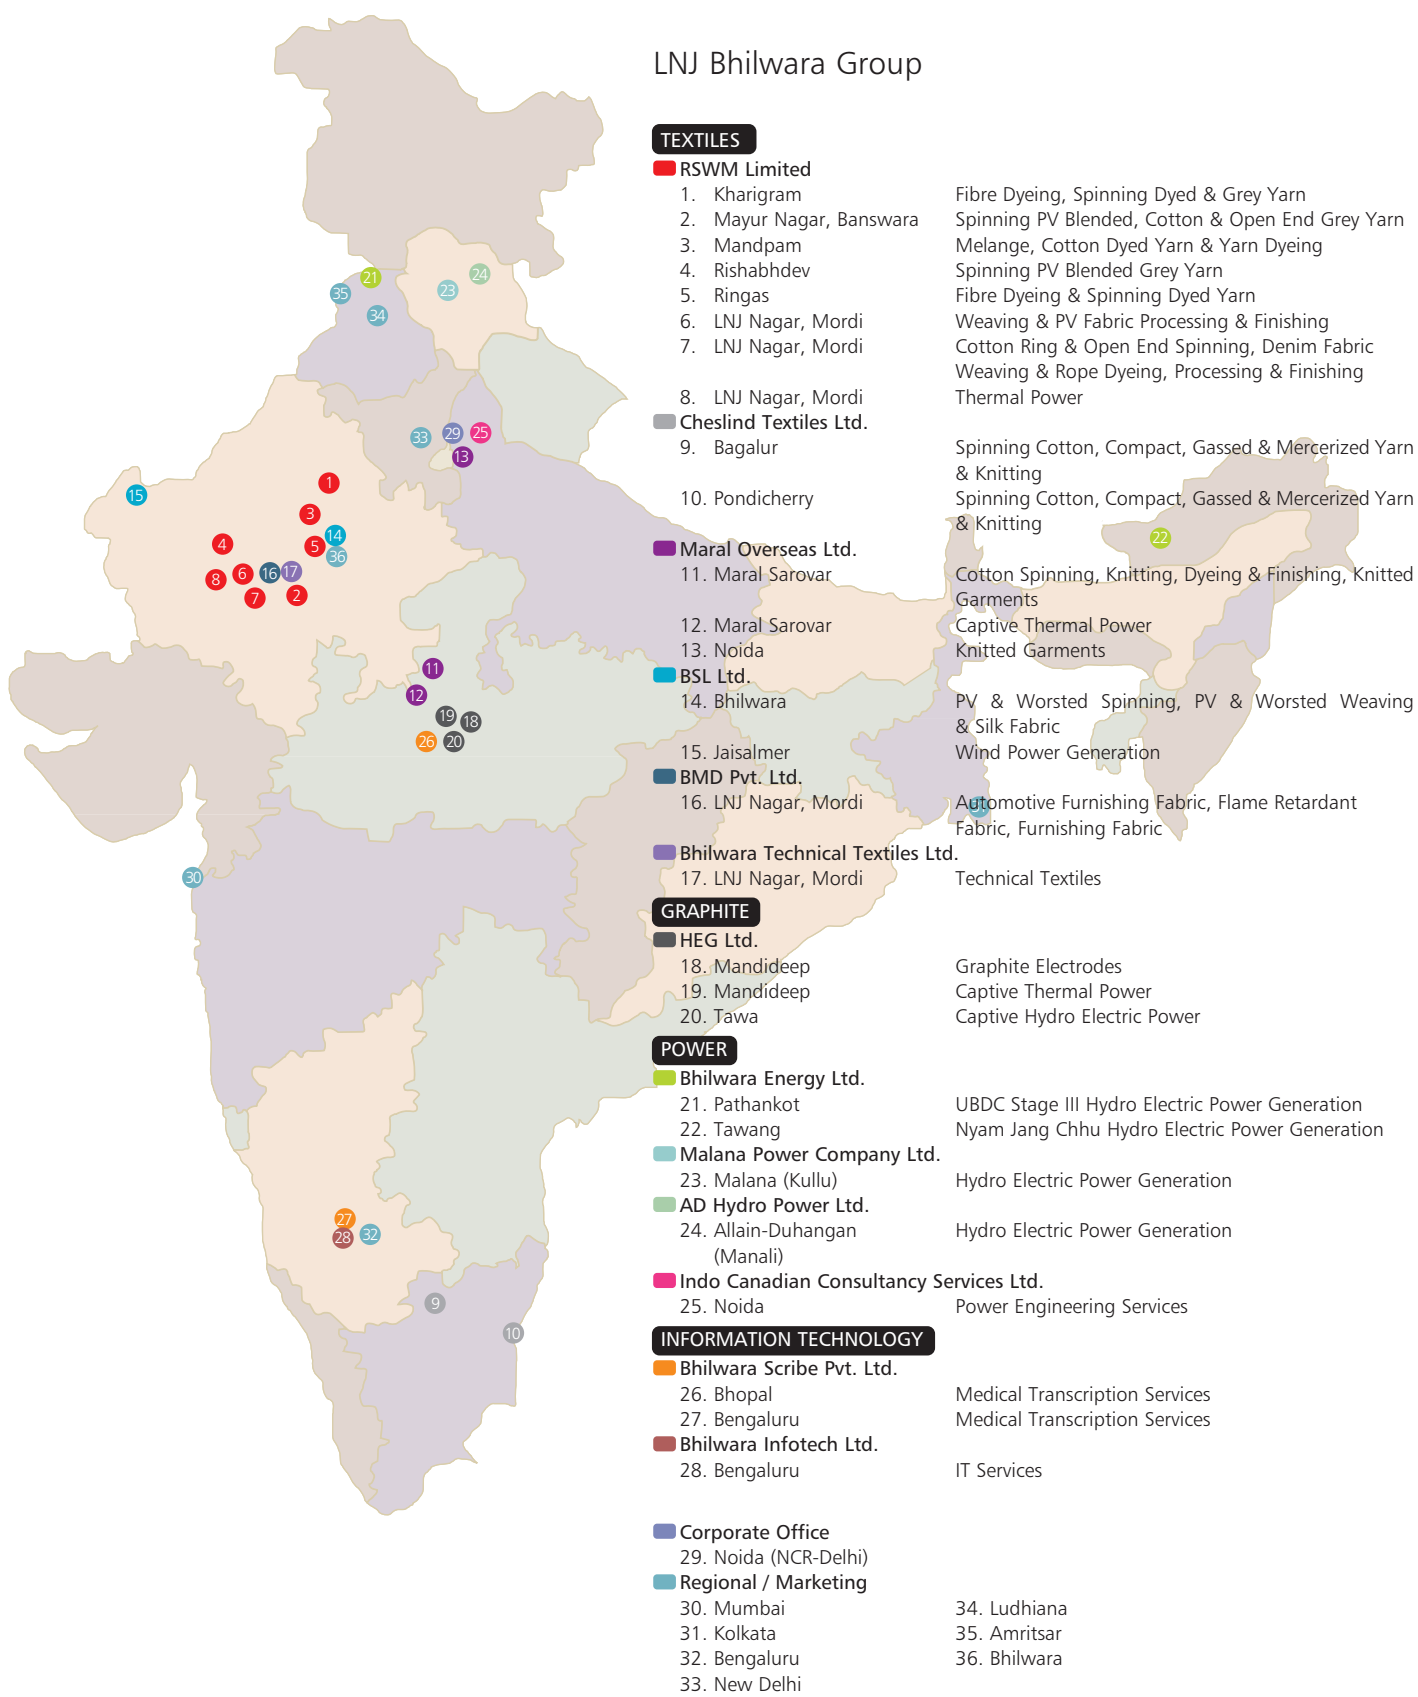 LNJ Bhilwara Group
TEXTILES
RSWM Limited
1. Kharigram Fibre Dyeing, Spinning Dyed & Grey Yarn
2. Mayur Nagar, Banswara Spinning PV Blended, Cotton & Open End Grey Yarn
3. Mandpam Melange, Cotton Dyed Yarn & Yarn Dyeing
4. Rishabhdev Spinning PV Blended Grey Yarn
5. Ringas Fibre Dyeing & Spinning Dyed Yarn
6. LNJ Nagar, Mordi Weaving & PV Fabric Processing & Finishing
7. LNJ Nagar, Mordi Cotton Ring & Open End Spinning, Denim Fabric
Weaving & Rope Dyeing, Processing & Finishing
8. LNJ Nagar, Mordi Thermal Power
Cheslind Textiles Ltd.
9. Bagalur Spinning Cotton, Compact, Gassed & Mercerized Yarn
& Knitting
10. Pondicherry Spinning Cotton, Compact, Gassed & Mercerized Yarn
& Knitting
Maral Overseas Ltd.
11. Maral Sarovar Cotton Spinning, Knitting, Dyeing & Finishing, Knitted
Garments
12. Maral Sarovar Captive Thermal Power
13. Noida Knitted Garments
BSL Ltd.
14. Bhilwara PV & Worsted Spinning, PV & Worsted Weaving
& Silk Fabric
15. Jaisalmer Wind Power Generation
BMD Pvt. Ltd.
16. LNJ Nagar, Mordi Automotive Furnishing Fabric, Flame Retardant
Fabric, Furnishing Fabric
Bhilwara Technical Textiles Ltd.
17. LNJ Nagar, Mordi Technical Textiles
GRAPHITE
HEG Ltd.
18. Mandideep Graphite Electrodes
19. Mandideep Captive Thermal Power
20. Tawa Captive Hydro Electric Power
POWER
Bhilwara Energy Ltd.
21. Pathankot UBDC Stage III Hydro Electric Power Generation
22. Tawang Nyam Jang Chhu Hydro Electric Power Generation
Malana Power Company Ltd.
23. Malana (Kullu) Hydro Electric Power Generation
AD Hydro Power Ltd.
24. Allain-Duhangan Hydro Electric Power Generation
(Manali)
Indo Canadian Consultancy Services Ltd.
25. Noida Power Engineering Services
INFORMATION TECHNOLOGY
Bhilwara Scribe Pvt. Ltd.
26. Bhopal Medical Transcription Services
27. Bengaluru Medical Transcription Services
Bhilwara Infotech Ltd.
28. Bengaluru IT Services
Corporate Office
29. Noida (NCR-Delhi)
Regional / Marketing
30. Mumbai 34. Ludhiana
31. Kolkata 35. Amritsar
32. Bengaluru 36. Bhilwara
33. New Delhi
21
24
23
35
34
33
29
25
13
15
1
3
14
4
5
36
8
6
16
17
7
2
22
11
12
19
18
26
20
31
30
27
28
32
9
10